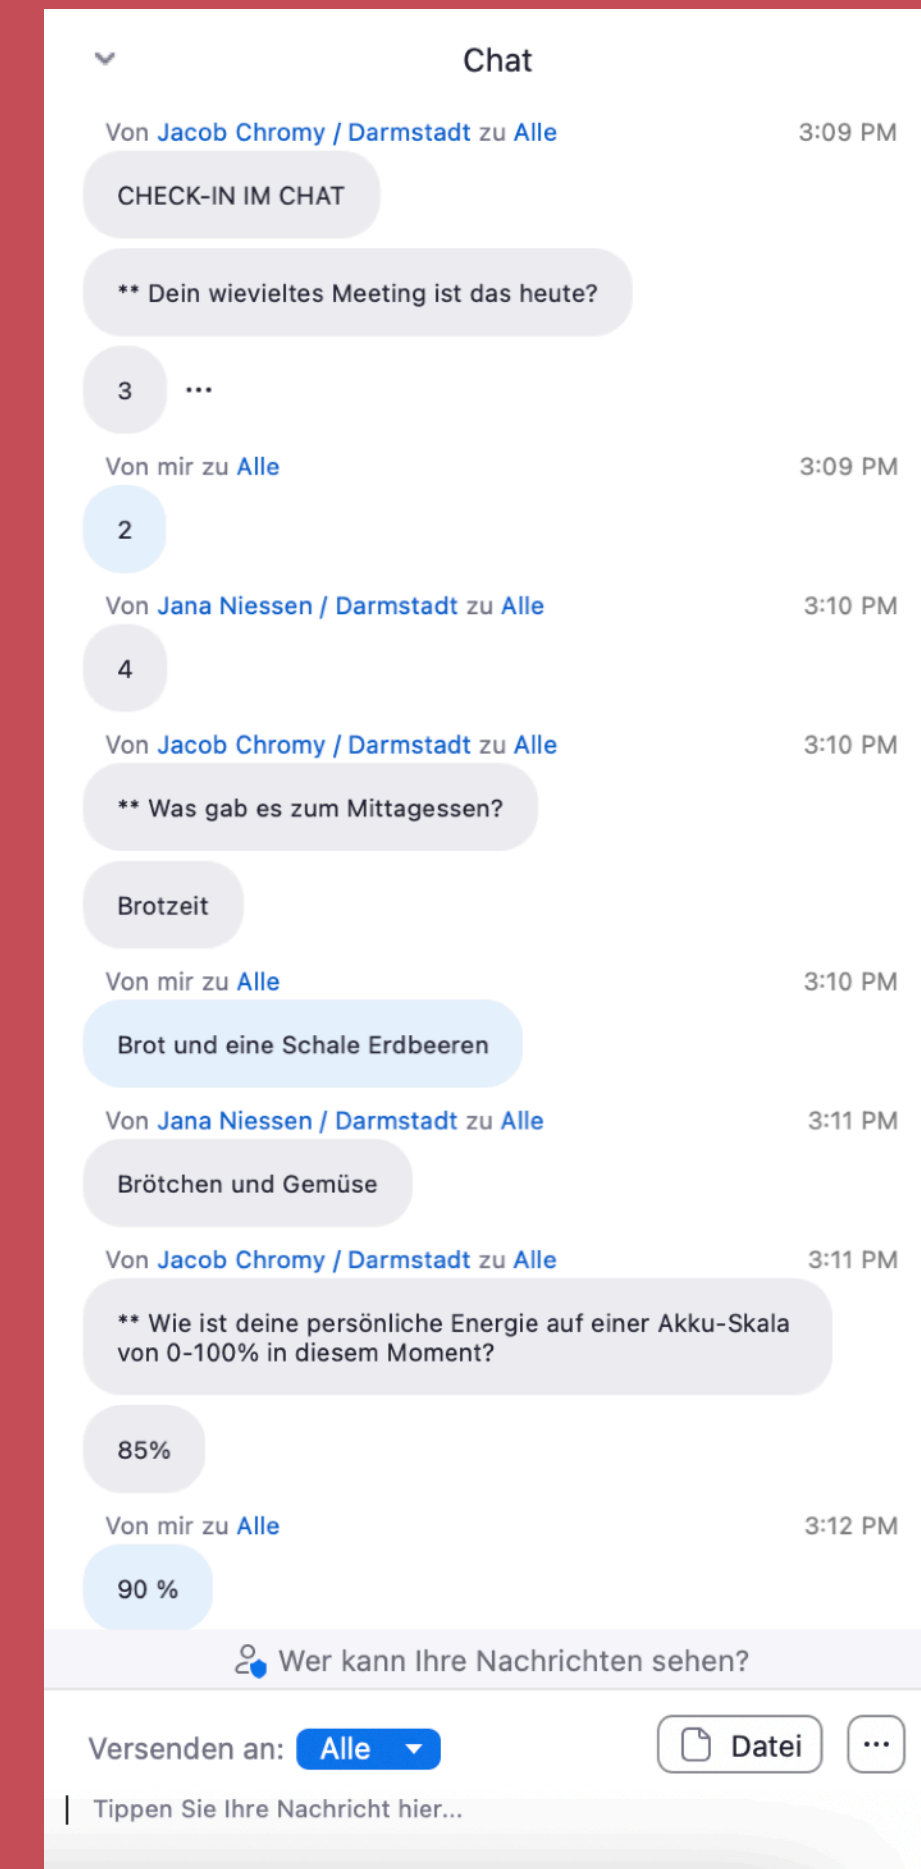 Chat
Von Jacob Chromy / Darmstadt zu Alle 3:09 PM
CHECK-IN IM CHAT
** Dein wievieltes Meeting ist das heute?
3 ...
Von mir zu Alle 3:09 PM
2
Von Jana Niessen / Darmstadt zu Alle 3:10 PM
4
Von Jacob Chromy / Darmstadt zu Alle 3:10 PM
** Was gab es zum Mittagessen?
Brotzeit
Von mir zu Alle 3:10 PM
Brot und eine Schale Erdbeeren
Von Jana Niessen / Darmstadt zu Alle 3:11 PM
Brötchen und Gemüse
Von Jacob Chromy / Darmstadt zu Alle 3:11 PM
** Wie ist deine persönliche Energie auf einer Akku-Skala
von 0-100% in diesem Moment?
85%
Von mir zu Alle 3:12 PM
90 %
Wer kann Ihre Nachrichten sehen?
Versenden an: Alle Datei ...
Tippen Sie Ihre Nachricht hier...